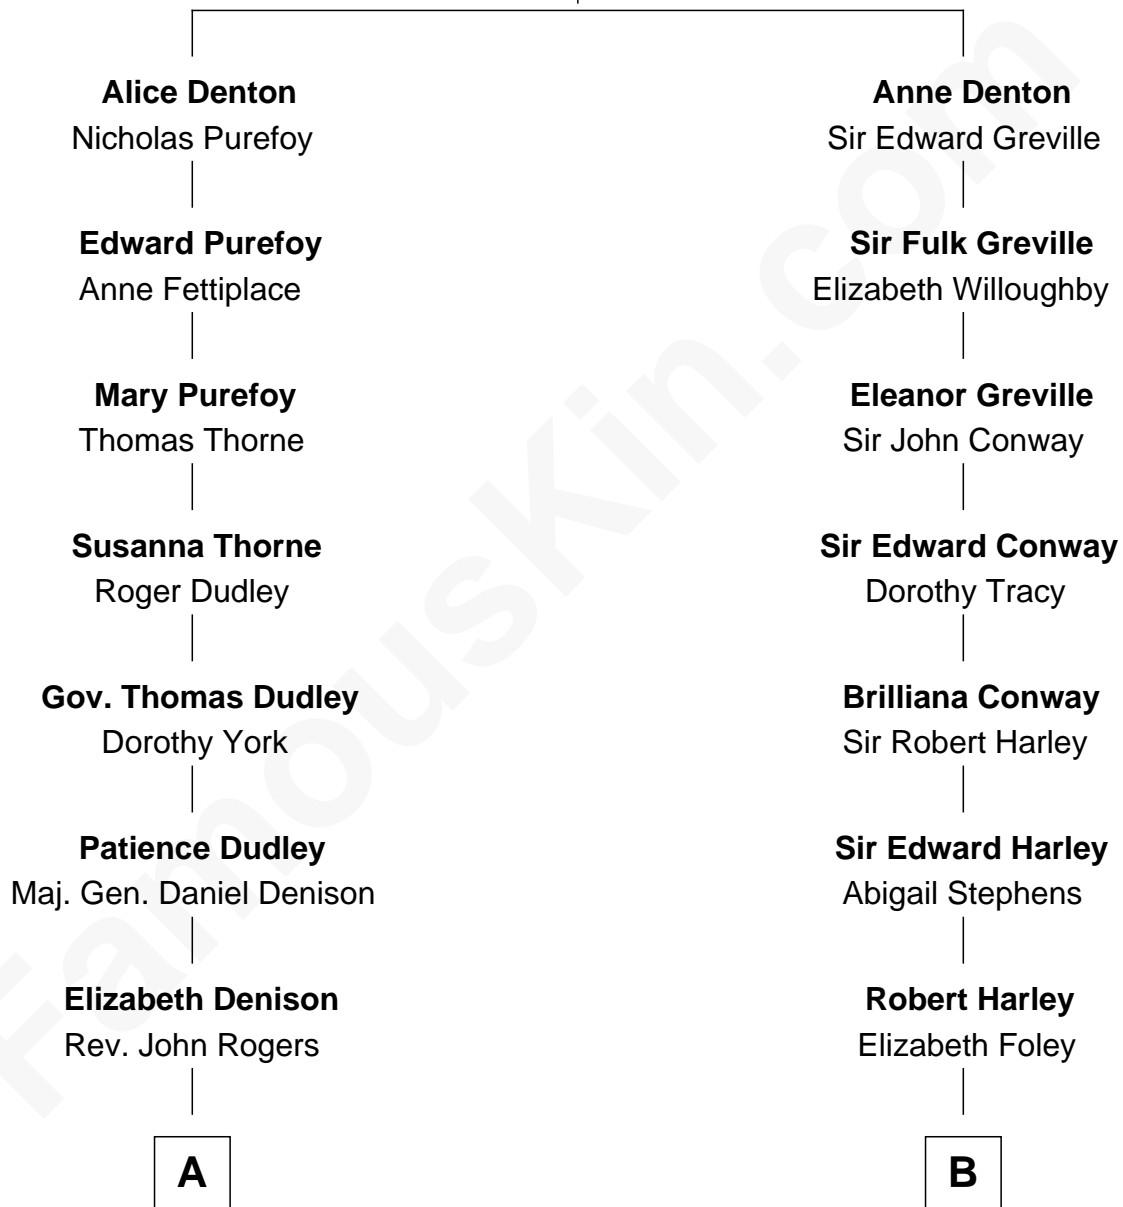 Alice Denton
Nicholas Purefoy
Edward Purefoy
Anne Fettiplace
Mary Purefoy
Thomas Thorne
Susanna Thorne
Roger Dudley
Gov. Thomas Dudley
Dorothy York
Patience Dudley
Maj. Gen. Daniel Denison
Elizabeth Denison
Rev. John Rogers
A
Anne Denton
Sir Edward Greville
Sir Fulk Greville
Elizabeth Willoughby
Eleanor Greville
Sir John Conway
Sir Edward Conway
Dorothy Tracy
Brilliana Conway
Sir Robert Harley
Sir Edward Harley
Abigail Stephens
Robert Harley
Elizabeth Foley
B
FamousKin.com